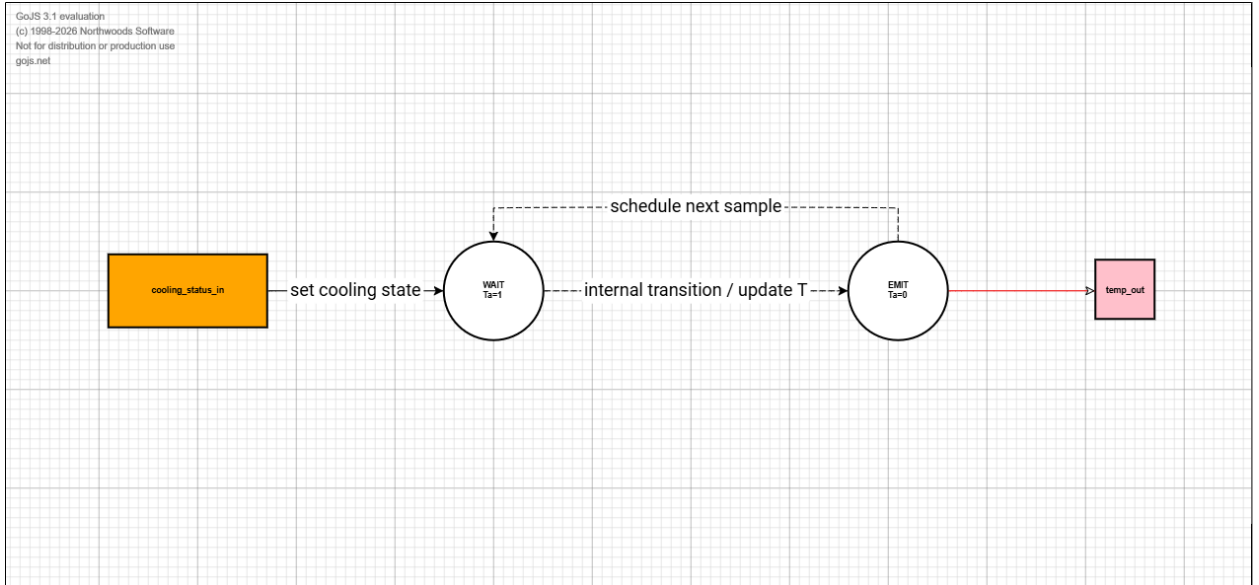 GoJS 3.1 evaluation
(c) 1998-2026 Northwoods Software
Not for distribution or production use
gojs.net
schedule next sample
cooling_status_in
set cooling state
WAIT
Ta=1
internal transition / update T
EMIT
Ta=0
temp_out